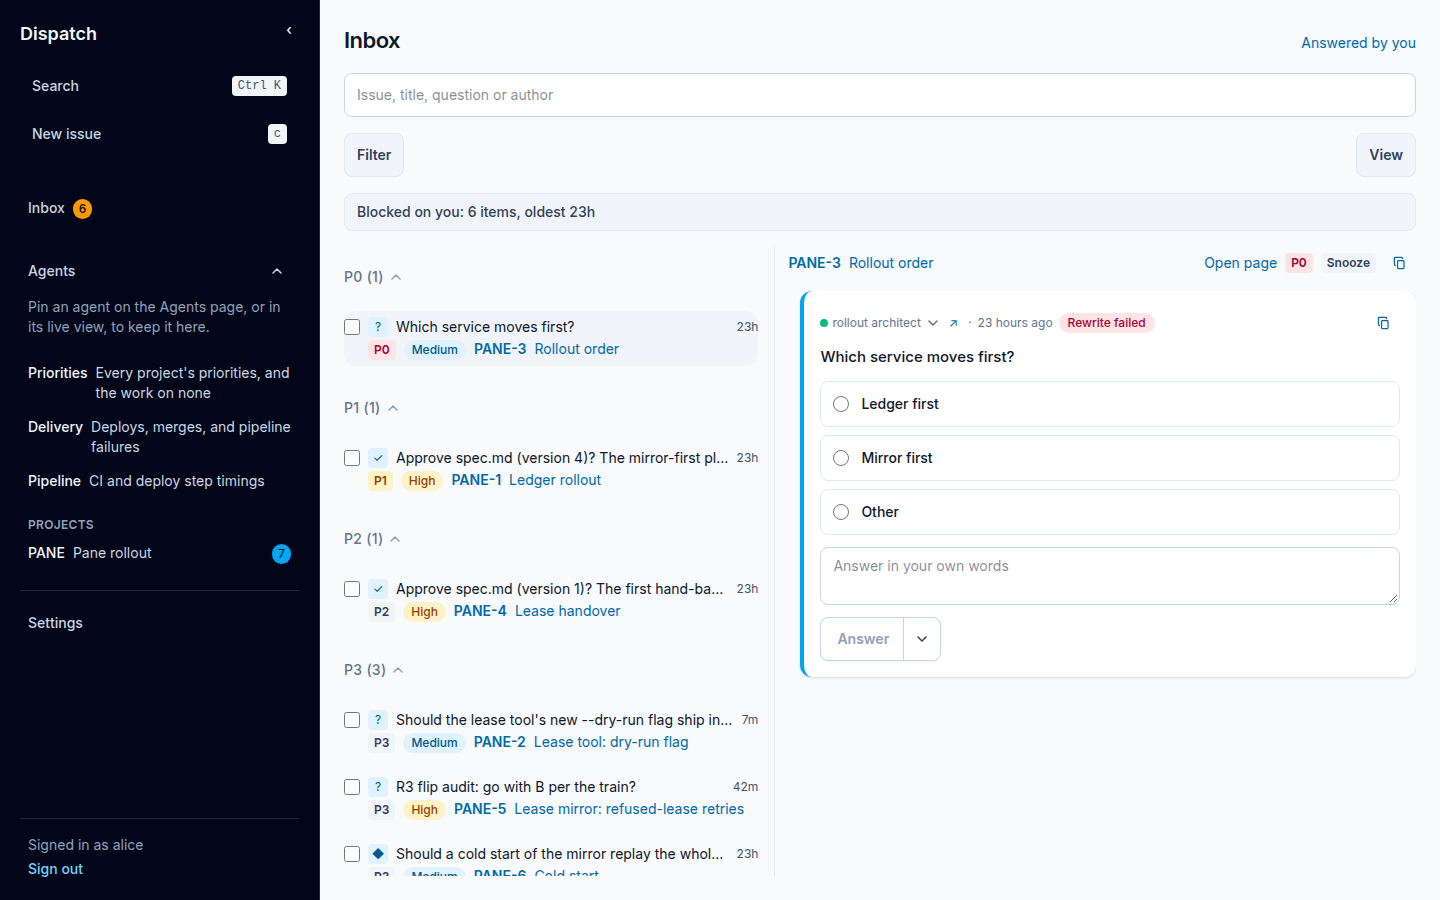 Dispatch
Search Ctrl K
New issue c
Inbox 6
Agents
Pin an agent on the Agents page, or in
its live view, to keep it here.
Priorities Every project's priorities, and
the work on none
Delivery Deploys, merges, and pipeline
failures
Pipeline CI and deploy step timings
PROJECTS
PANE Pane rollout 7
Settings
Signed in as alice
Sign out
Inbox
Answered by you
Issue, title, question or author
Filter
View
Blocked on you: 6 items, oldest 23h
P0 (1)
? Which service moves first? 23h
P0 Medium PANE-3 Rollout order
P1 (1)
Approve spec.md (version 4)? The mirror-first pl... 23h
P1 High PANE-1 Ledger rollout
P2 (1)
Approve spec.md (version 1)? The first hand-ba... 23h
P2 High PANE-4 Lease handover
P3 (3)
? Should the lease tool's new --dry-run flag ship in... 7m
P3 Medium PANE-2 Lease tool: dry-run flag
? R3 flip audit: go with B per the train? 42m
P3 High PANE-5 Lease mirror: refused-lease retries
Should a cold start of the mirror replay the whol... 23h
P3 Medium PANE-6 Cold start
PANE-3 Rollout order
Open page P0 Snooze
rollout architect · 23 hours ago Rewrite failed
Which service moves first?
Ledger first
Mirror first
Other
Answer in your own words
Answer